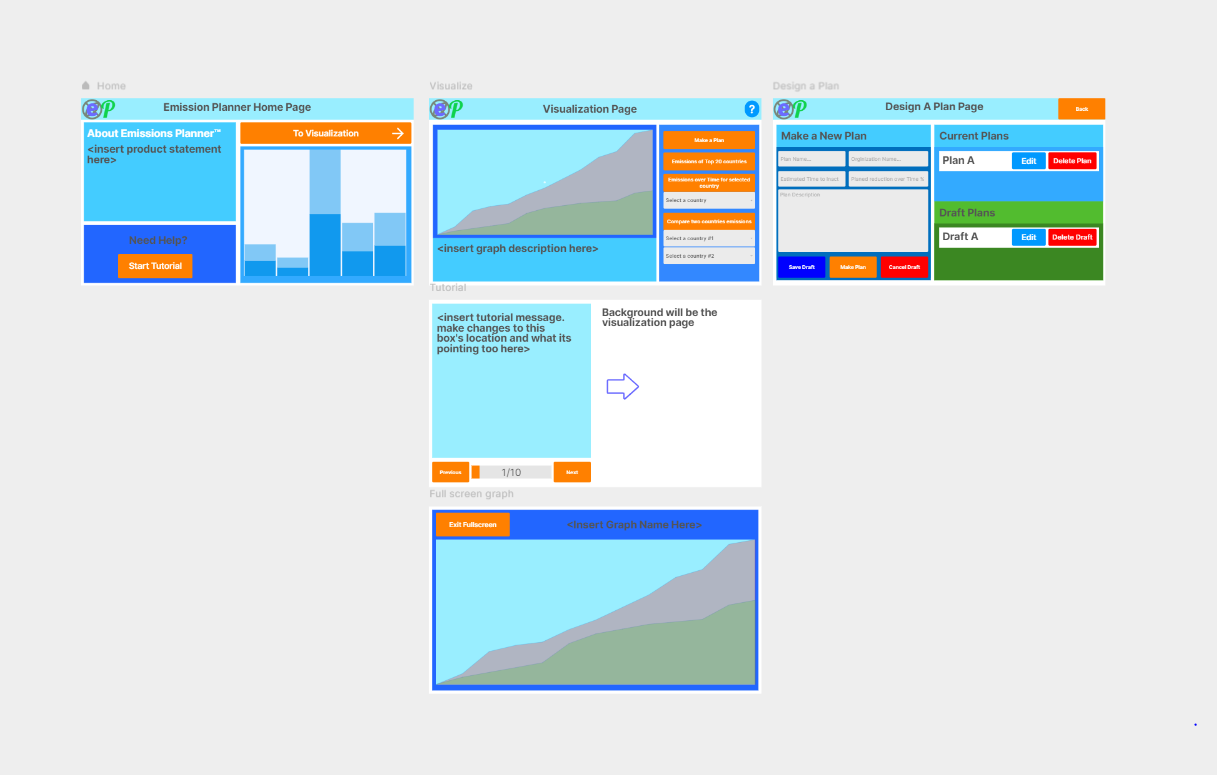 Home
Emission Planner Home Page
About Emissions Planner™
<insert product statement
here>
Need Help?
Start Tutorial
To Visualization
Visualize
P
Visualization Page
?
<insert graph description here>
Make a Plan
Emissions of Top 20 countries
Emissions over Time for selected
country
Select a country
Compare two countries emissions
Select a country #1
Select a country #2
Design a Plan
P
Design A Plan Page
Back
Make a New Plan
Plan Name...
Organization Name...
Estimated Time to Insert
Planed reduction over Time %
Plan Description
Save Draft
Make Plan
Cancel Draft
Current Plans
Plan A
Edit
Delete Plan
Draft Plans
Draft A
Edit
Delete Draft
Tutorial
<insert tutorial message.
make changes to this
box's location and what its
pointing too here>
Background will be the
visualization page
Previous
1/10
Next
Full screen graph
Exit Fullscreen
<Insert Graph Name Here>